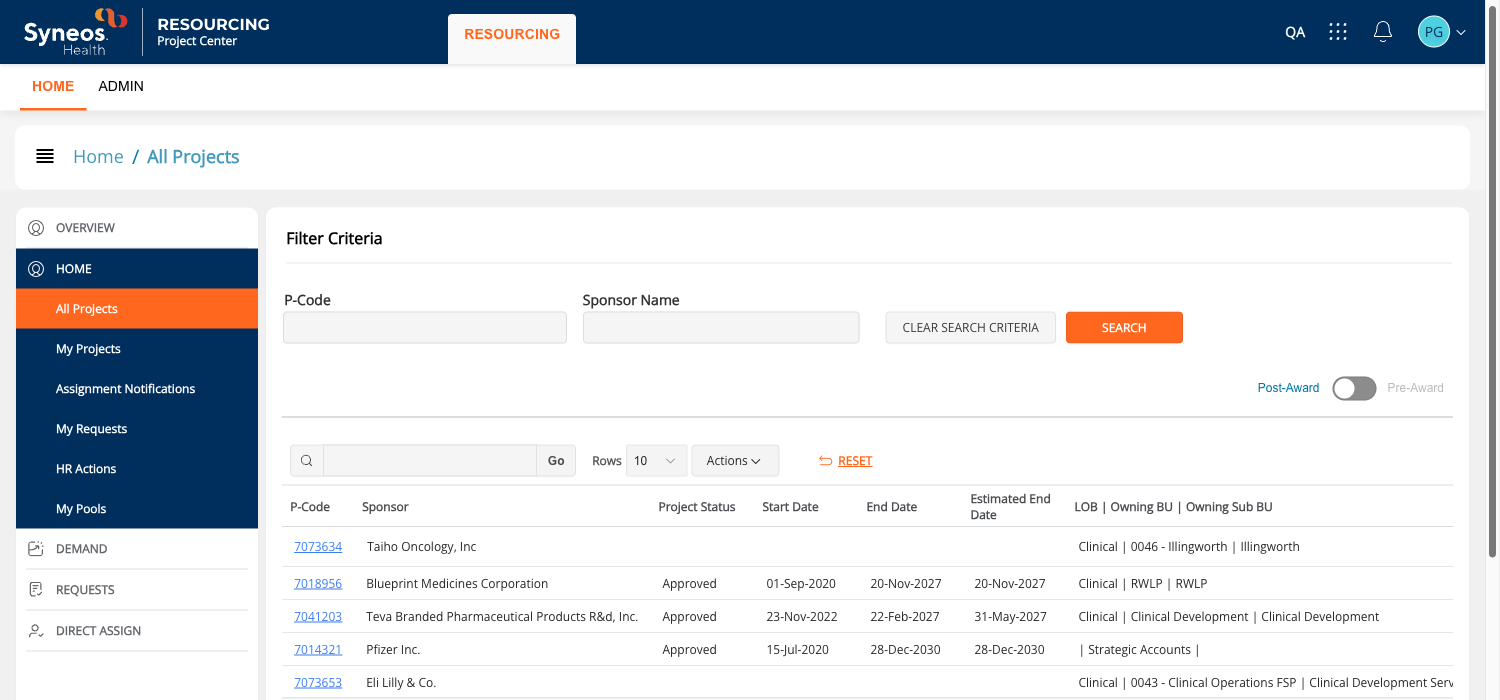 Syneos Health
RESOURCING
Project Center
RESOURCING
QA
PG
HOME ADMIN
Home / All Projects
OVERVIEW
HOME
All Projects
My Projects
Assignment Notifications
My Requests
HR Actions
My Pools
DEMAND
REQUESTS
DIRECT ASSIGN
Filter Criteria
P-Code Sponsor Name
CLEAR SEARCH CRITERIA SEARCH
Post-Award Pre-Award
Go Rows 10 Actions RESET
P-Code Sponsor Project Status Start Date End Date Estimated End Date LOB | Owning BU | Owning Sub BU
7073634 Taiho Oncology, Inc Clinical | 0046 - Illingworth | Illingworth
7018956 Blueprint Medicines Corporation Approved 01-Sep-2020 20-Nov-2027 20-Nov-2027 Clinical | RWLP | RWLP
7041203 Teva Branded Pharmaceutical Products R&d, Inc. Approved 23-Nov-2022 22-Feb-2027 31-May-2027 Clinical | Clinical Development | Clinical Development
7014321 Pfizer Inc. Approved 15-Jul-2020 28-Dec-2030 28-Dec-2030 | Strategic Accounts |
7073653 Eli Lilly & Co. Clinical | 0043 - Clinical Operations FSP | Clinical Development Serv